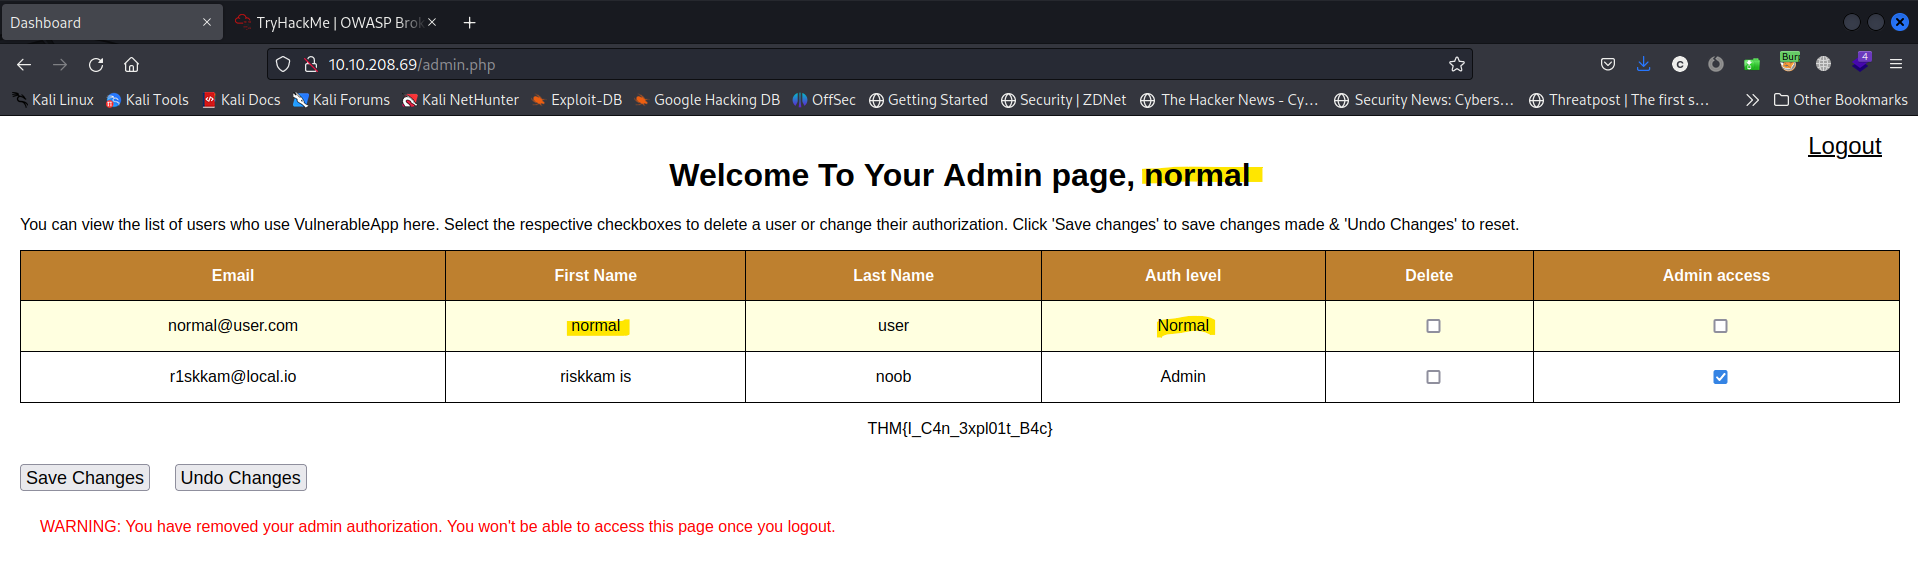 Dashboard
TryHackMe | OWASP Brok
10.10.208.69/admin.php
Bur
4
Kali Linux Kali Tools Kali Docs Kali Forums Kali NetHunter Exploit-DB Google Hacking DB OffSec Getting Started Security | ZDNet The Hacker News - Cy… Security News: Cybers… Threatpost | The first s… Other Bookmarks
Logout
Welcome To Your Admin page, normal
You can view the list of users who use VulnerableApp here. Select the respective checkboxes to delete a user or change their authorization. Click 'Save changes' to save changes made & 'Undo Changes' to reset.
Email First Name Last Name Auth level Delete Admin access
normal@user.com normal user Normal
r1skkam@local.io riskkam is noob Admin
THM{I_C4n_3xpl01t_B4c}
Save Changes Undo Changes
WARNING: You have removed your admin authorization. You won't be able to access this page once you logout.